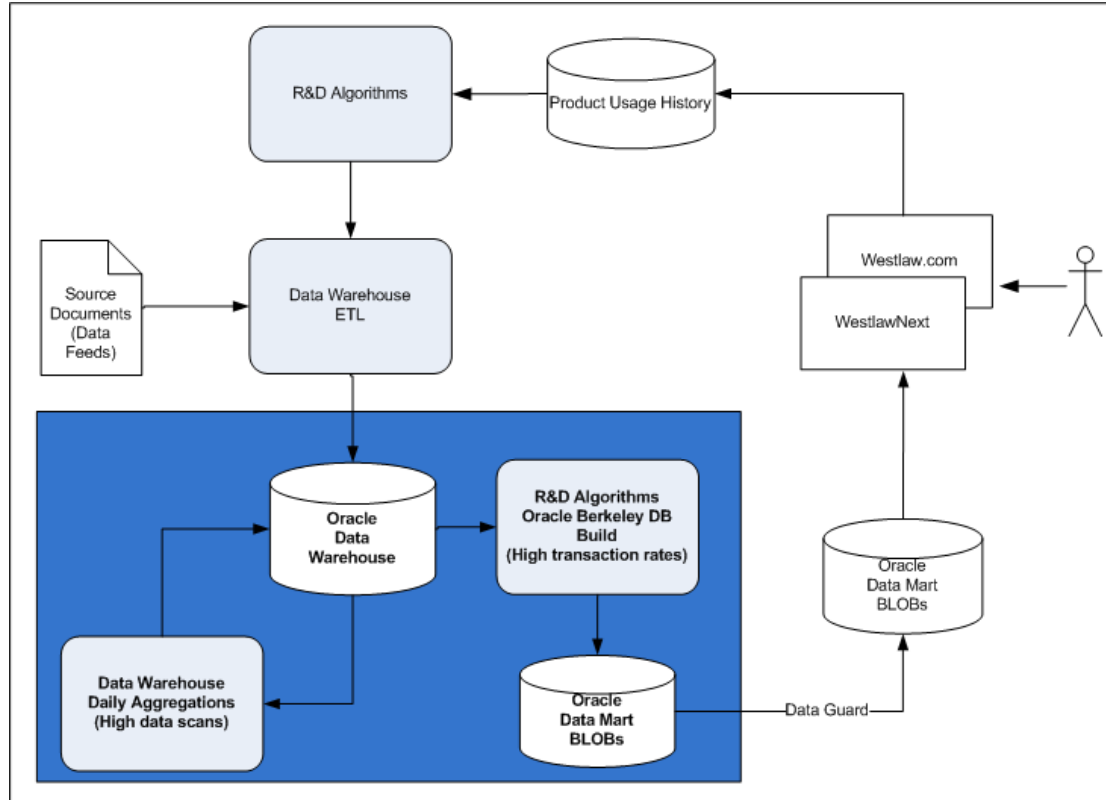 R&D Algorithms
Product Usage History
Westlaw.com
WestlawNext
Source
Documents
(Data
Feeds)
Data Warehouse
ETL
Oracle
Data
Warehouse
R&D Algorithms
Oracle Berkeley DB
Build
(High transaction rates)
Oracle
Data Mart
BLOBs
Data Warehouse
Daily Aggregations
(High data scans)
Oracle
Data Mart
BLOBs
Data Guard